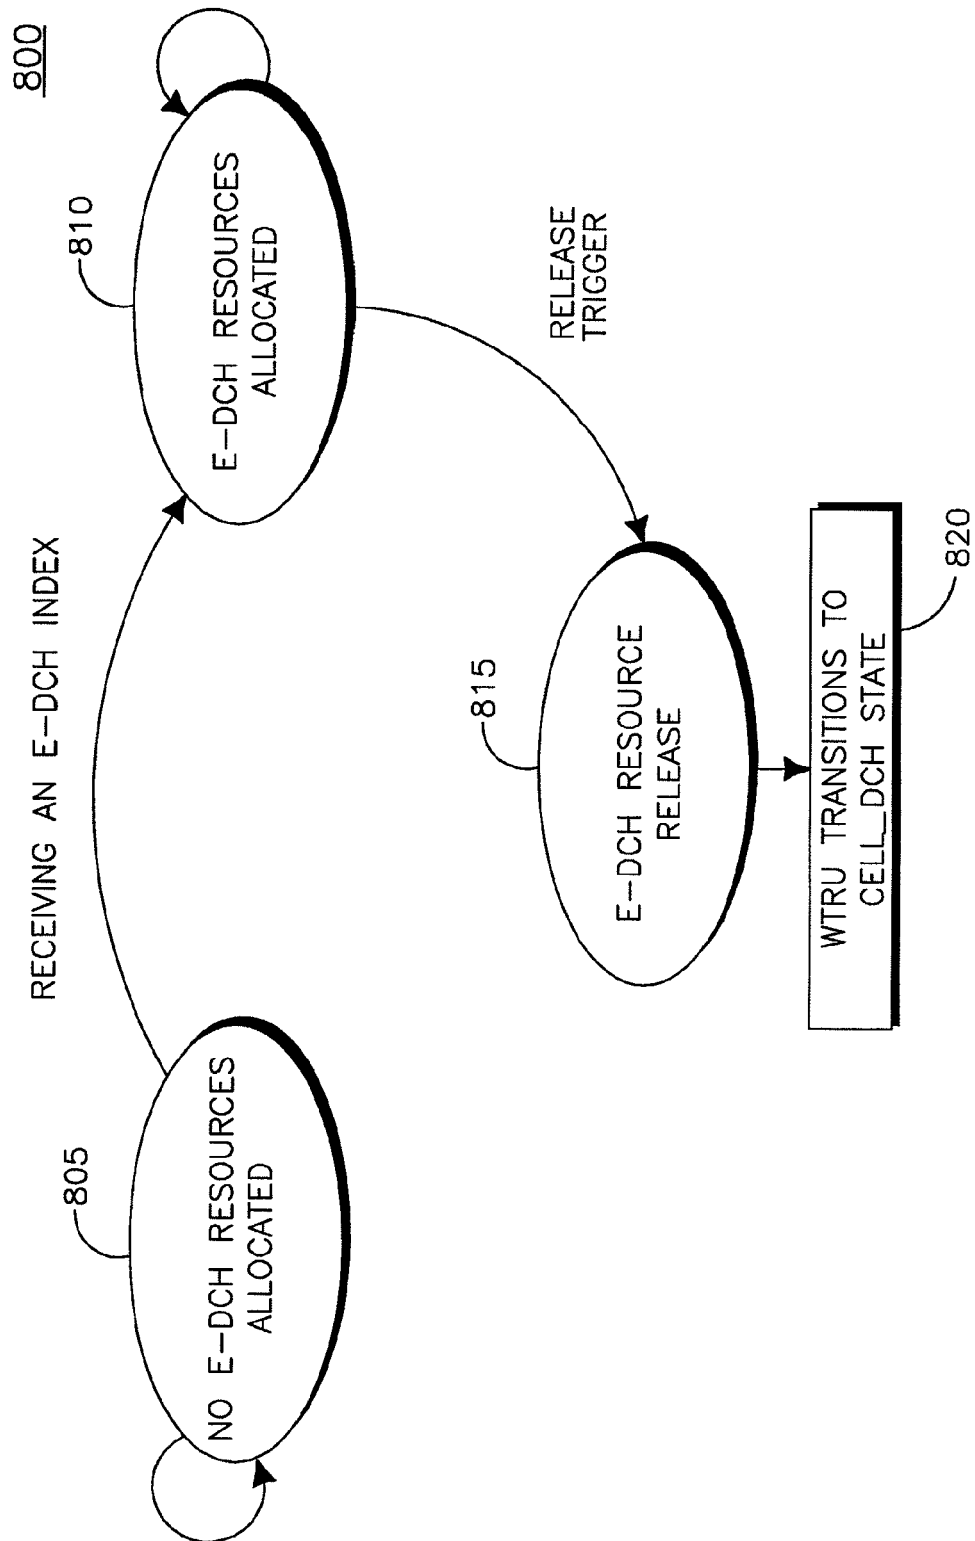 800
RECEIVING AN E-DCH INDEX
805
NO E-DCH RESOURCES
ALLOCATED
810
E-DCH RESOURCES
ALLOCATED
RELEASE
TRIGGER
815
E-DCH RESOURCE
RELEASE
WTRU TRANSITIONS TO
CELL_DCH STATE
820